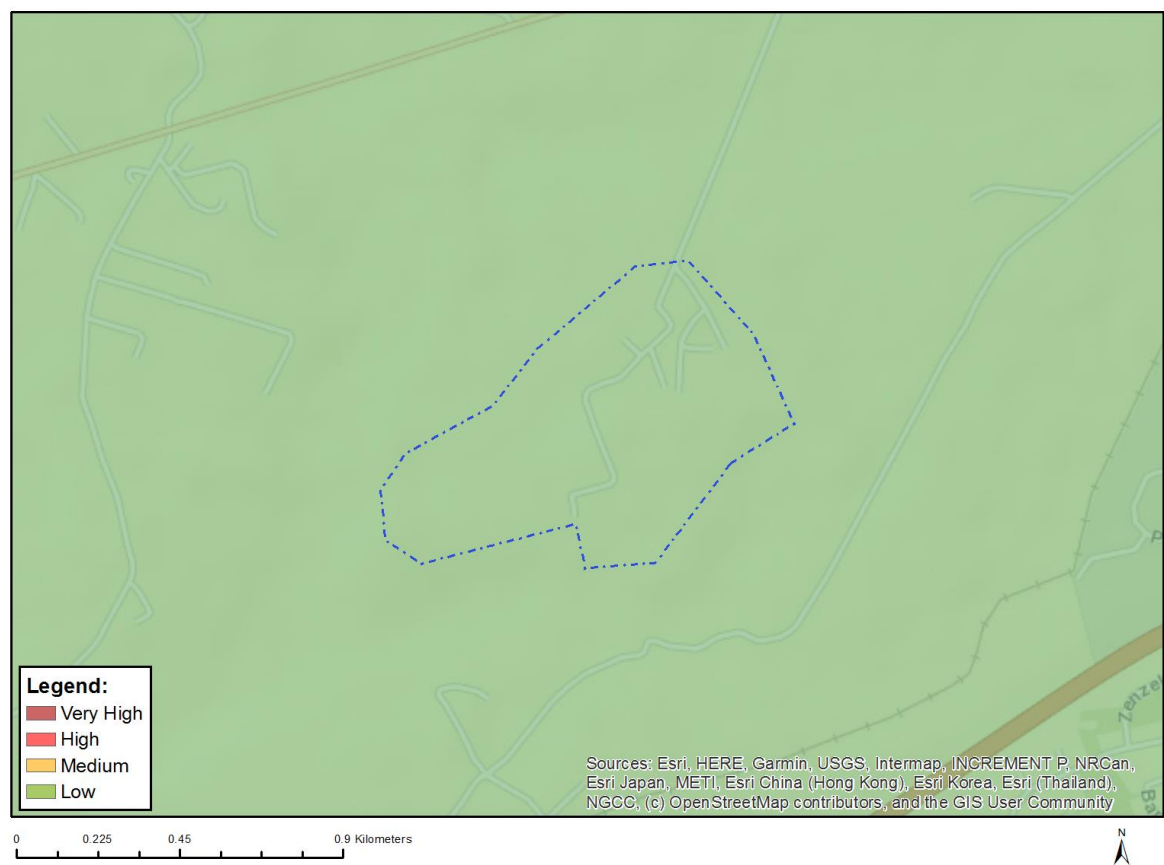 Legend:
Very High
High
Medium
Low
Zenzel
Ba
P
Sources: Esri, HERE, Garmin, USGS, Intermap, INCREMENT P, NRCan,
Esri Japan, METI, Esri China (Hong Kong), Esri Korea, Esri (Thailand),
NGCC, (c) OpenStreetMap contributors, and the GIS User Community
0 0.225 0.45 0.9 Kilometers
N